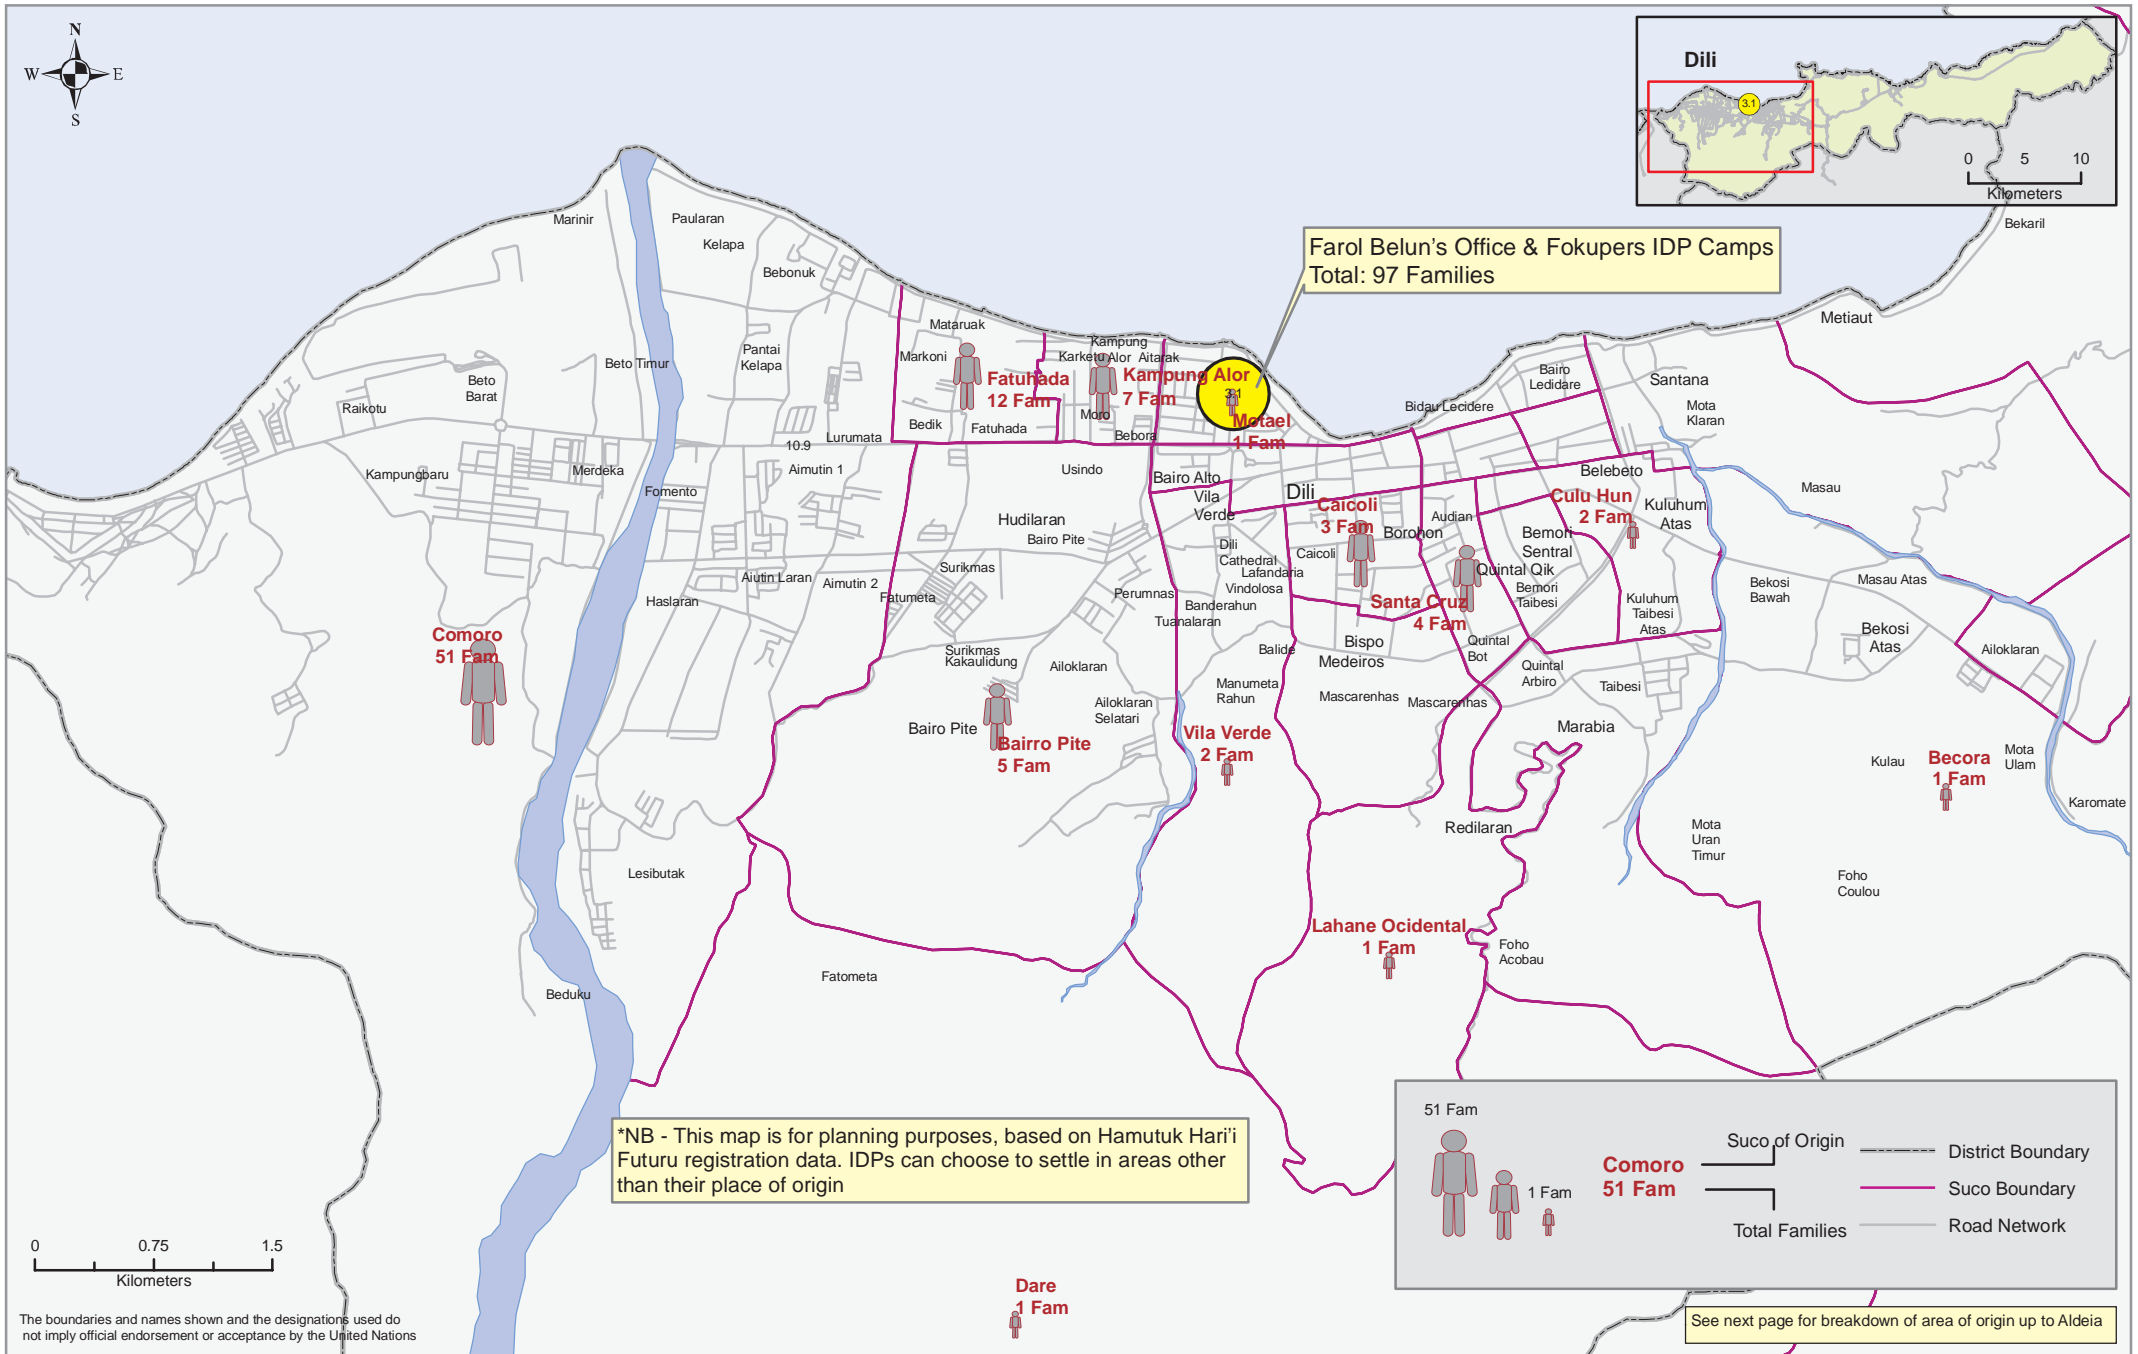 N
W
E
S
Dili
3.1
0 5 10
Kilometers
Bekaril
Farol Belun's Office & Fokupers IDP Camps
Total: 97 Families
Marinir
Paularan
Kelapa
Bebonuk
Metiaut
Mataruak
Markoni
Kampung
Alor
Karketu
Aitarak
Fatuhada
12 Fam
Kampung Alor
7 Fam
3.1
Motael
1 Fam
Moro
Bebora
Bedik
Fatuhada
Beto Timur
Pantai
Kelapa
Beto
Barat
Raikotu
Bairo
Ledidare
Santana
Bidau Lecidere
Mota
Klaran
10.9
Lurumata
Aimutin 1
Kampungbaru
Merdeka
Fomento
Usindo
Bairo Alto
Vila
Verde
Dili
Belebeto
Culu Hun
2 Fam
Kuluhum
Atas
Masau
Caicoli
3 Fam
Borohon
Audian
Hudilaran
Bairo Pite
Bemori
Sentral
Dili
Cathedral
Caicoli
Lafandaria
Vindolosa
Quintal Qik
Bemori
Taibesi
Surikmas
Aiutin Laran
Aimutin 2
Fatumeta
Haslaran
Perumnas
Banderahun
Tuanalaran
Santa Cruz
4 Fam
Kuluhum
Taibesi
Atas
Bekosi
Bawah
Masau Atas
Comoro
51 Fam
Surikmas
Kakaulidung
Ailoklaran
Balide
Bispo
Medeiros
Quintal
Bot
Quintal
Arbiro
Bekosi
Atas
Ailoklaran
Ailoklaran
Selatari
Manumeta
Rahun
Mascarenhas
Mascarenhas
Taibesi
Bairo Pite
Bairro Pite
5 Fam
Vila Verde
2 Fam
Marabia
Kulau
Becora
1 Fam
Mota
Ulam
Karomate
Redilaran
Mota
Uran
Timur
Lesibutak
Foho
Coulou
Lahane Ocidental
1 Fam
Foho
Acobau
Fatometa
Beduku
*NB - This map is for planning purposes, based on Hamutuk Hari'i
Futuru registration data. IDPs can choose to settle in areas other
than their place of origin
51 Fam
1 Fam
Comoro
51 Fam
Suco of Origin
Total Families
District Boundary
Suco Boundary
Road Network
0 0.75 1.5
Kilometers
Dare
1 Fam
The boundaries and names shown and the designations used do
not imply official endorsement or acceptance by the United Nations
See next page for breakdown of area of origin up to Aldeia